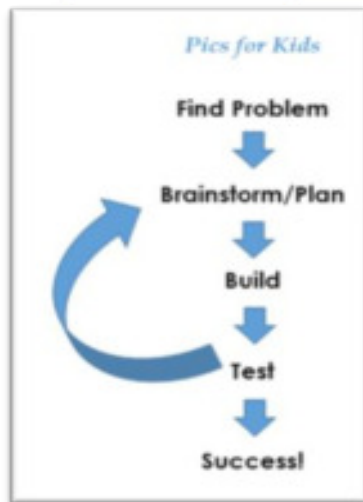 Pics for Kids
Find Problem
Brainstorm/Plan
Build
Test
Success!